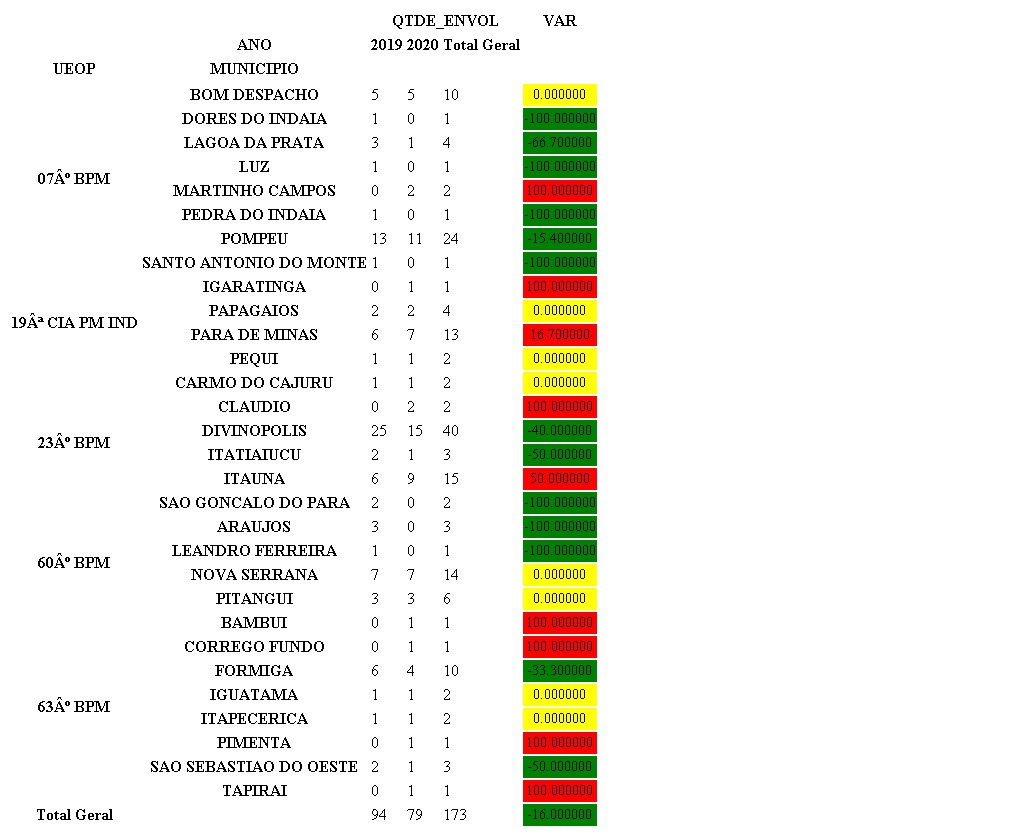 QTDE_ENVOL VAR
ANO 2019 2020 Total Geral
UEOP MUNICIPIO
BOM DESPACHO 5 5 10 0.000000
DORES DO INDAIA 1 0 1 -100.000000
LAGOA DA PRATA 3 1 4 -66.700000
LUZ 1 0 1 -100.000000
07Âº BPM
MARTINHO CAMPOS 0 2 2 100.000000
PEDRA DO INDAIA 1 0 1 -100.000000
POMPEU 13 11 24 -15.400000
SANTO ANTONIO DO MONTE 1 0 1 -100.000000
IGARATINGA 0 1 1 100.000000
PAPAGAIOS 2 2 4 0.000000
19Âª CIA PM IND
PARA DE MINAS 6 7 13 16.700000
PEQUI 1 1 2 0.000000
CARMO DO CAJURU 1 1 2 0.000000
CLAUDIO 0 2 2 100.000000
DIVINOPOLIS 25 15 40 -40.000000
23Âº BPM
ITATIAIUCU 2 1 3 -50.000000
ITAUNA 6 9 15 50.000000
SAO GONCALO DO PARA 2 0 2 -100.000000
ARAUJOS 3 0 3 -100.000000
LEANDRO FERREIRA 1 0 1 -100.000000
60Âº BPM
NOVA SERRANA 7 7 14 0.000000
PITANGUI 3 3 6 0.000000
BAMBUI 0 1 1 100.000000
CORREGO FUNDO 0 1 1 100.000000
FORMIGA 6 4 10 -33.300000
IGUATAMA 1 1 2 0.000000
63Âº BPM
ITAPECERICA 1 1 2 0.000000
PIMENTA 0 1 1 100.000000
SAO SEBASTIAO DO OESTE 2 1 3 -50.000000
TAPIRAI 0 1 1 100.000000
Total Geral 94 79 173 -16.000000